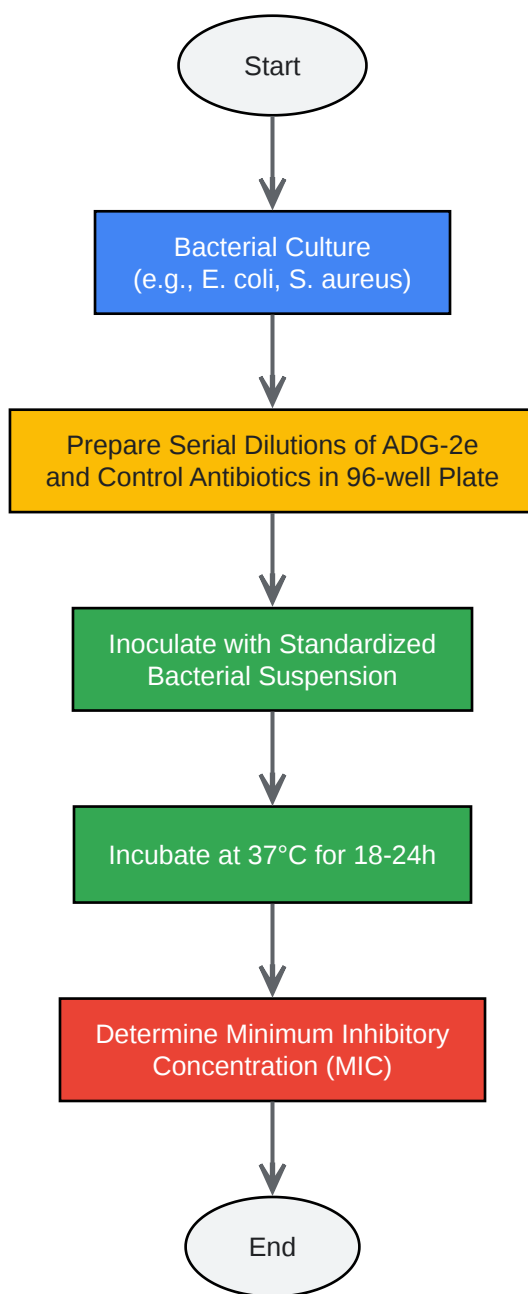 Start
Bacterial Culture
(e.g., E. coli, S. aureus)
Prepare Serial Dilutions of ADG-2e
and Control Antibiotics in 96-well Plate
Inoculate with Standardized
Bacterial Suspension
Incubate at 37°C for 18-24h
Determine Minimum Inhibitory
Concentration (MIC)
End